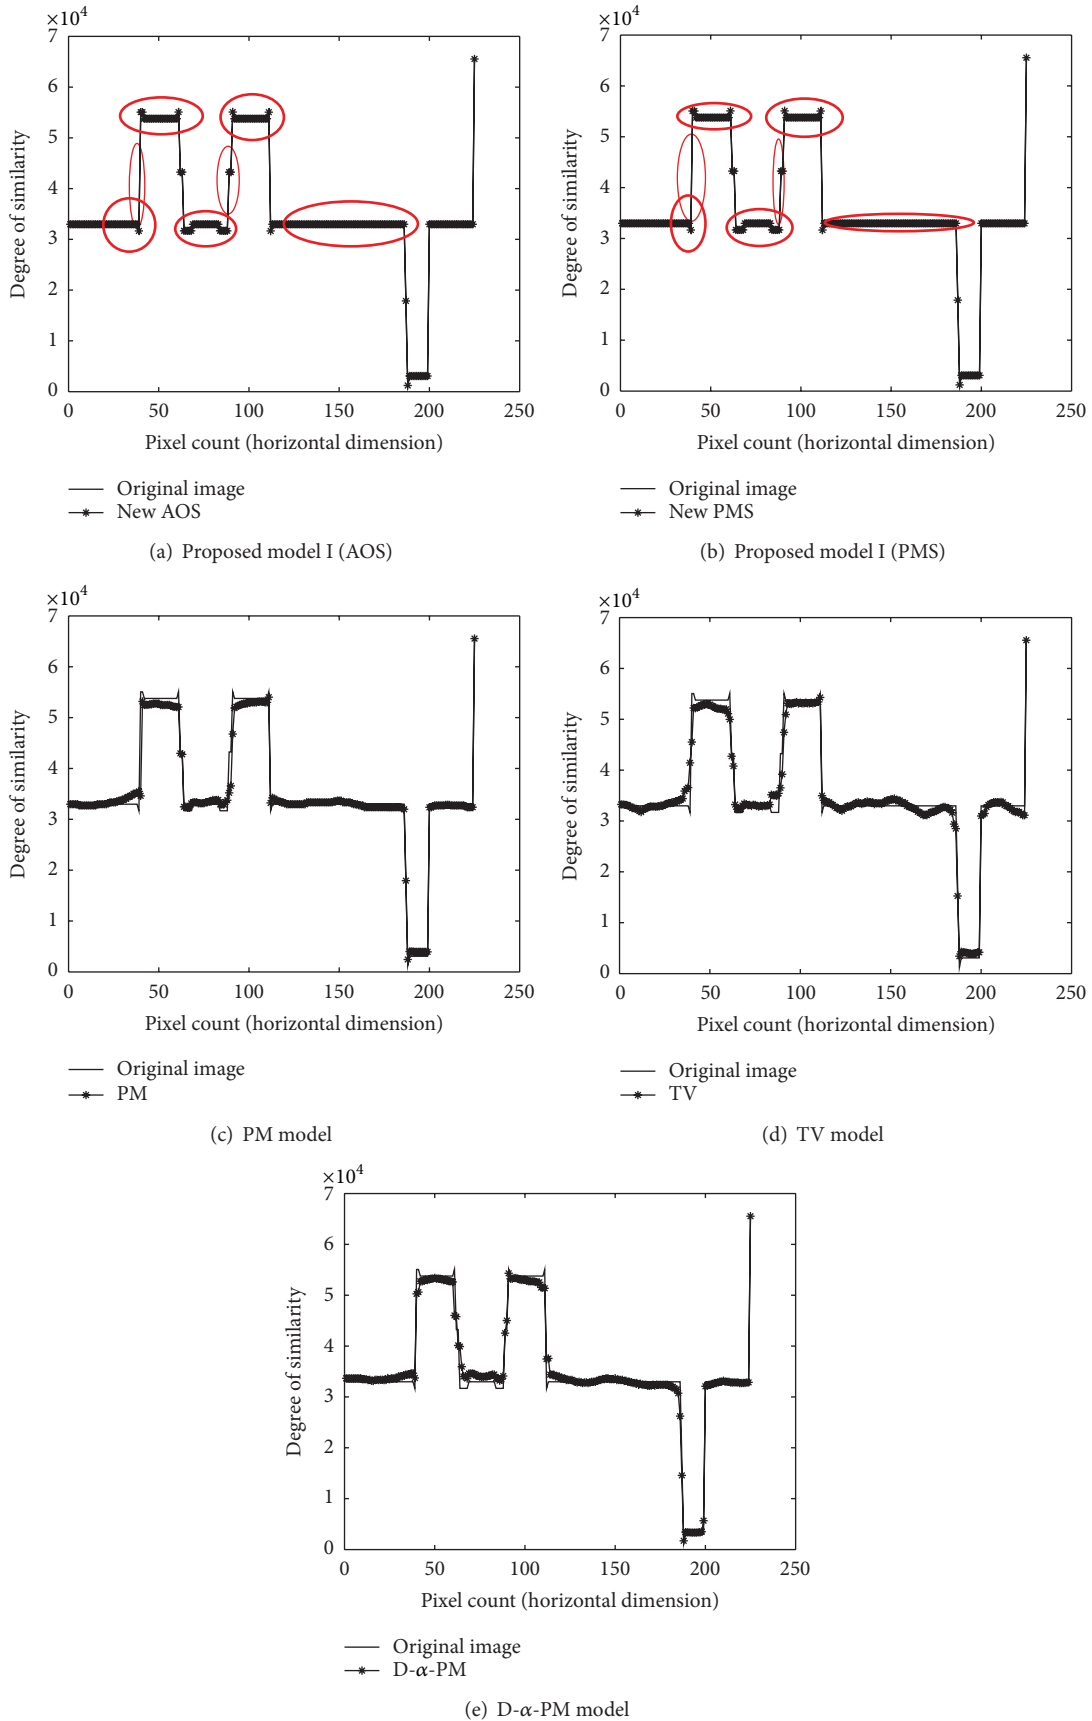 ×10⁴
7
6
5
4
3
2
1
0
Degree of similarity
0 50 100 150 200 250
Pixel count (horizontal dimension)
Original image
New AOS
(a) Proposed model I (AOS)
×10⁴
7
6
5
4
3
2
1
0
Degree of similarity
0 50 100 150 200 250
Pixel count (horizontal dimension)
Original image
New PMS
(b) Proposed model I (PMS)
×10⁴
7
6
5
4
3
2
1
0
Degree of similarity
0 50 100 150 200 250
Pixel count (horizontal dimension)
Original image
PM
(c) PM model
×10⁴
7
6
5
4
3
2
1
0
Degree of similarity
0 50 100 150 200 250
Pixel count (horizontal dimension)
Original image
TV
(d) TV model
×10⁴
7
6
5
4
3
2
1
0
Degree of similarity
0 50 100 150 200 250
Pixel count (horizontal dimension)
Original image
D-α-PM
(e) D-α-PM model